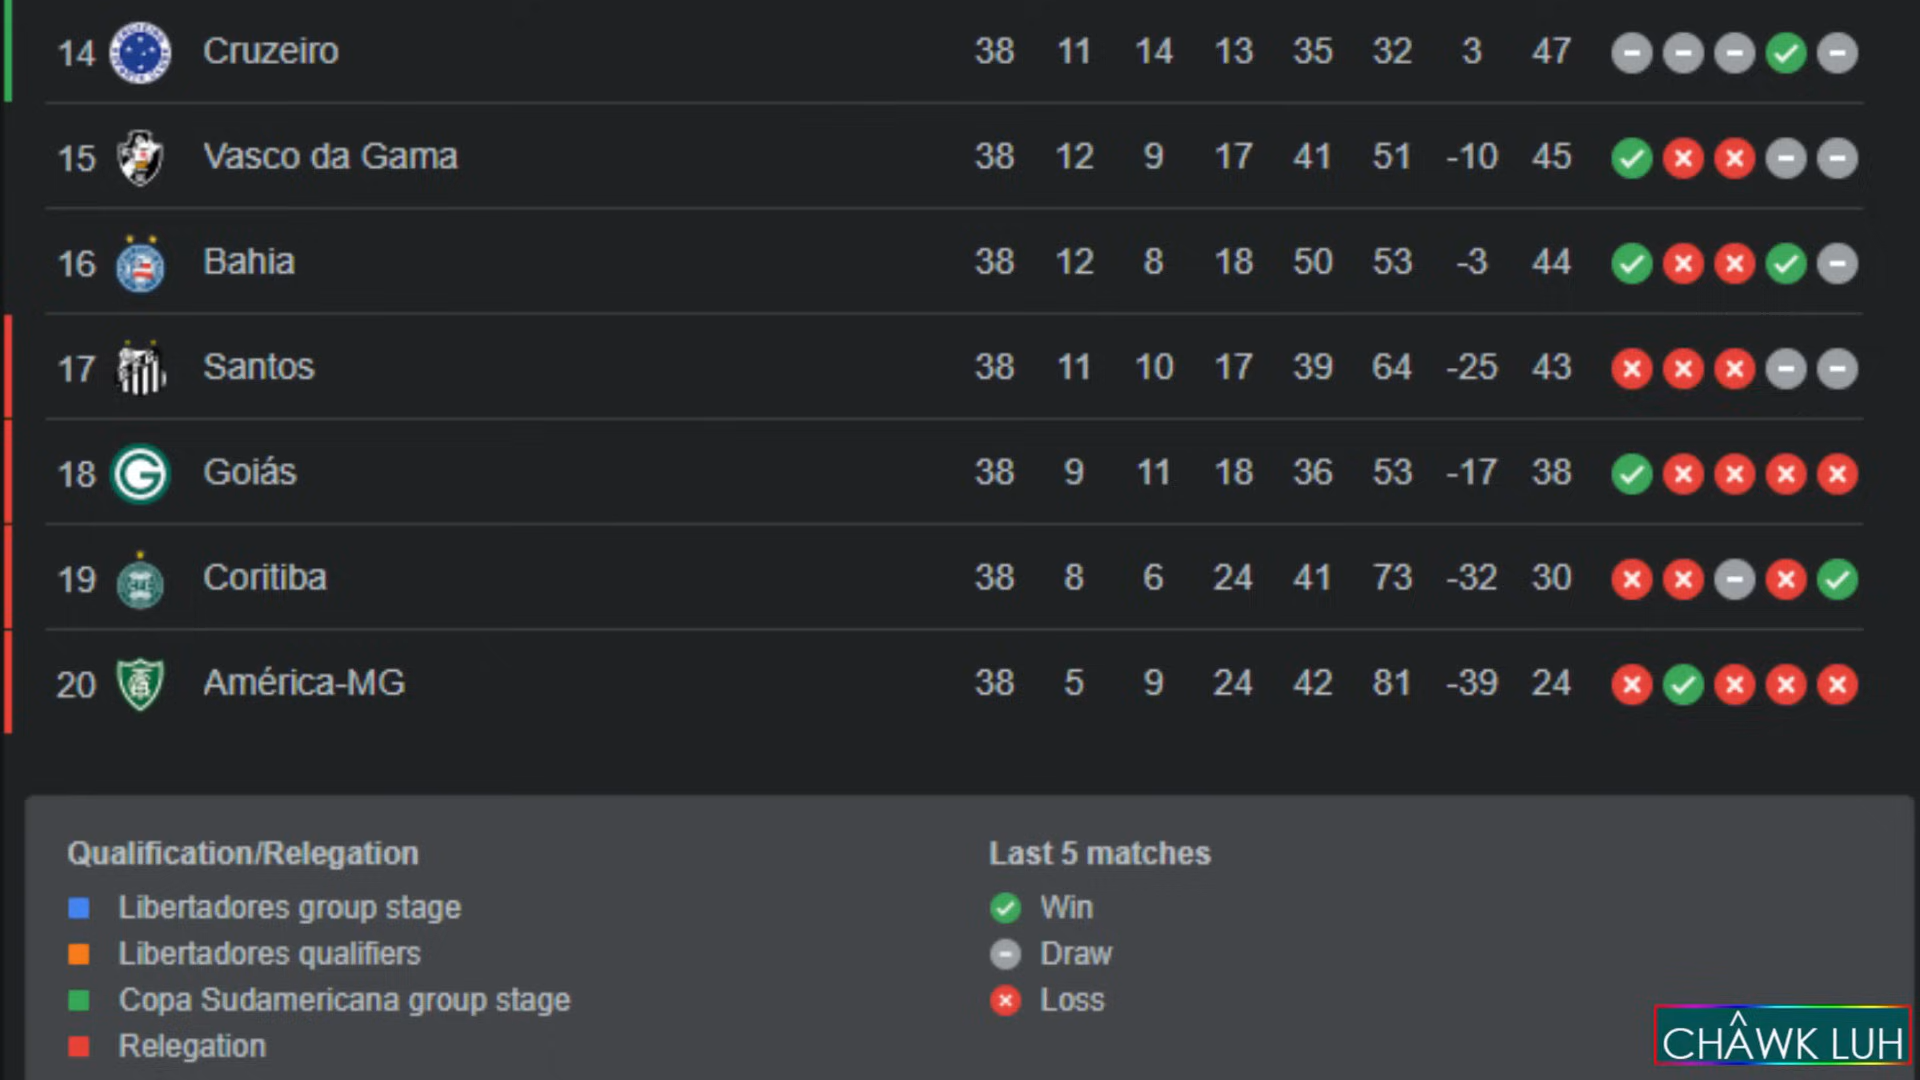 14 Cruzeiro 38 11 14 13 35 32 3 47
15 Vasco da Gama 38 12 9 17 41 51 -10 45
16 Bahia 38 12 8 18 50 53 -3 44
17 Santos 38 11 10 17 39 64 -25 43
18 Goiás 38 9 11 18 36 53 -17 38
19 Coritiba 38 8 6 24 41 73 -32 30
20 América-MG 38 5 9 24 42 81 -39 24
Qualification/Relegation
Libertadores group stage
Libertadores qualifiers
Copa Sudamericana group stage
Relegation
Last 5 matches
Win
Draw
Loss
CHÂWK LUH